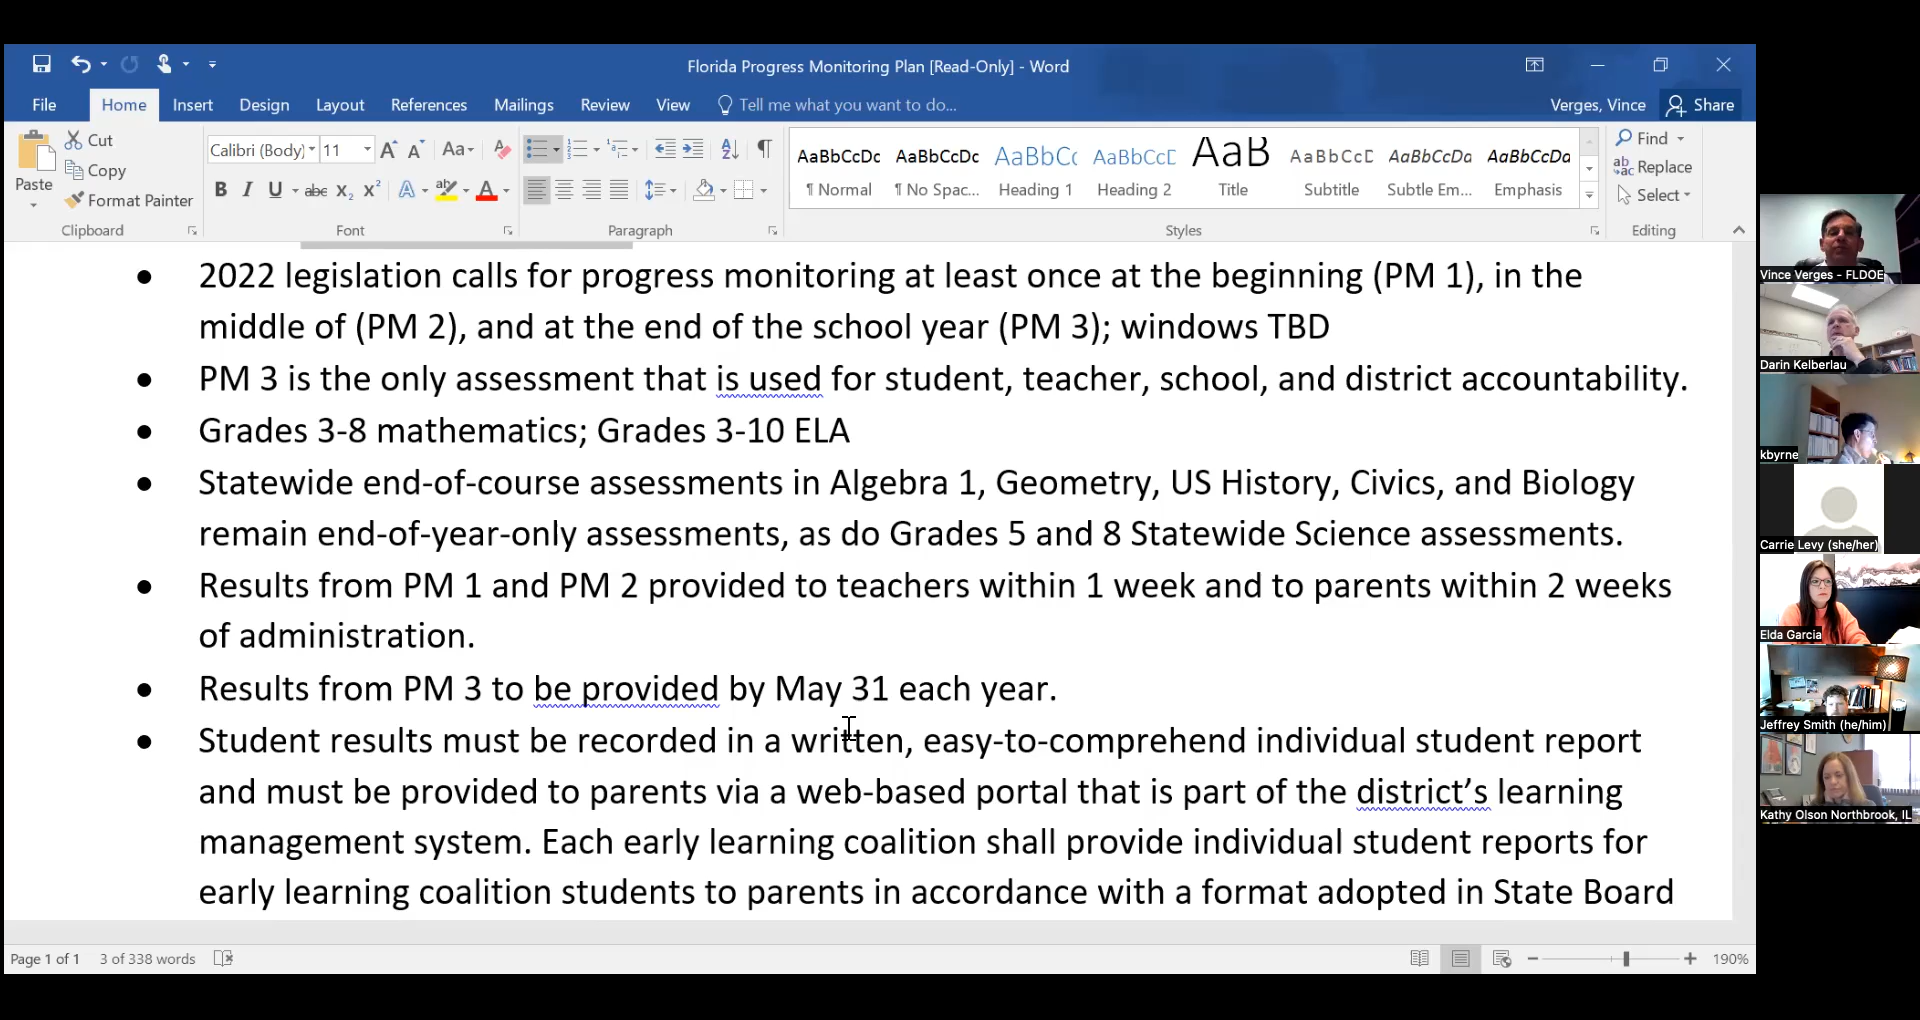 Florida Progress Monitoring Plan [Read-Only] - Word
File Home Insert Design Layout References Mailings Review View Tell me what you want to do... Verges, Vince Share
Paste
Cut
Copy
Format Painter
Clipboard
Calibri (Body) 11 Aa
B I U abc X₂ X² A ab A
Font
Paragraph
AaBbCcDc AaBbCcDc AaBbCc AaBbCcD AaB AaBbCcD AaBbCcDa AaBbCcDa
¶ Normal ¶ No Spac... Heading 1 Heading 2 Title Subtitle Subtle Em... Emphasis
Styles
Find
Replace
Select
Editing
• 2022 legislation calls for progress monitoring at least once at the beginning (PM 1), in the
middle of (PM 2), and at the end of the school year (PM 3); windows TBD
• PM 3 is the only assessment that is used for student, teacher, school, and district accountability.
• Grades 3-8 mathematics; Grades 3-10 ELA
• Statewide end-of-course assessments in Algebra 1, Geometry, US History, Civics, and Biology
remain end-of-year-only assessments, as do Grades 5 and 8 Statewide Science assessments.
• Results from PM 1 and PM 2 provided to teachers within 1 week and to parents within 2 weeks
of administration.
• Results from PM 3 to be provided by May 31 each year.
• Student results must be recorded in a written, easy-to-comprehend individual student report
and must be provided to parents via a web-based portal that is part of the district’s learning
management system. Each early learning coalition shall provide individual student reports for
early learning coalition students to parents in accordance with a format adopted in State Board
Page 1 of 1 3 of 338 words 190%
Vince Verges - FLDOE
Darin Kelberlau
kbyrne
Carrie Levy (she/her)
Elda Garcia
Jeffrey Smith (he/him)
Kathy Olson Northbrook, IL